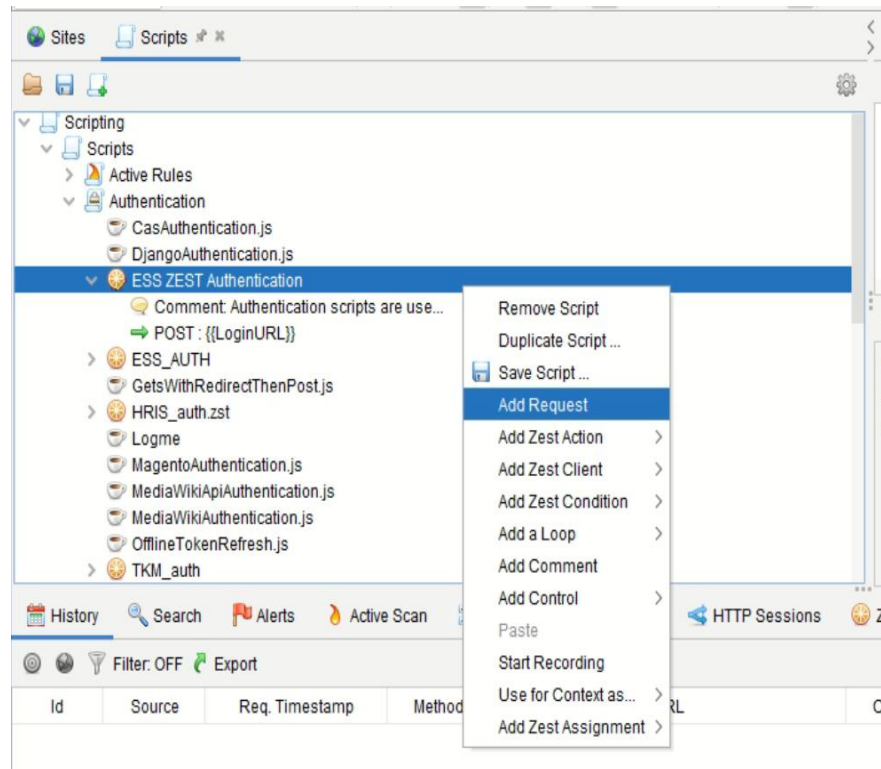 Sites
Scripts
Scripting
Scripts
Active Rules
Authentication
CasAuthentication.js
DjangoAuthentication.js
ESS ZEST Authentication
Comment: Authentication scripts are use...
POST : {{LoginURL}}
ESS_AUTH
GetsWithRedirectThenPost.js
HRIS_auth.zst
Logme
MagentoAuthentication.js
MediaWikiApiAuthentication.js
MediaWikiAuthentication.js
OfflineTokenRefresh.js
TKM_auth
Remove Script
Duplicate Script ...
Save Script ...
Add Request
Add Zest Action
Add Zest Client
Add Zest Condition
Add a Loop
Add Comment
Add Control
Paste
Start Recording
Use for Context as...
Add Zest Assignment
History Search Alerts Active Scan HTTP Sessions
Filter: OFF Export
Id Source Req. Timestamp Method